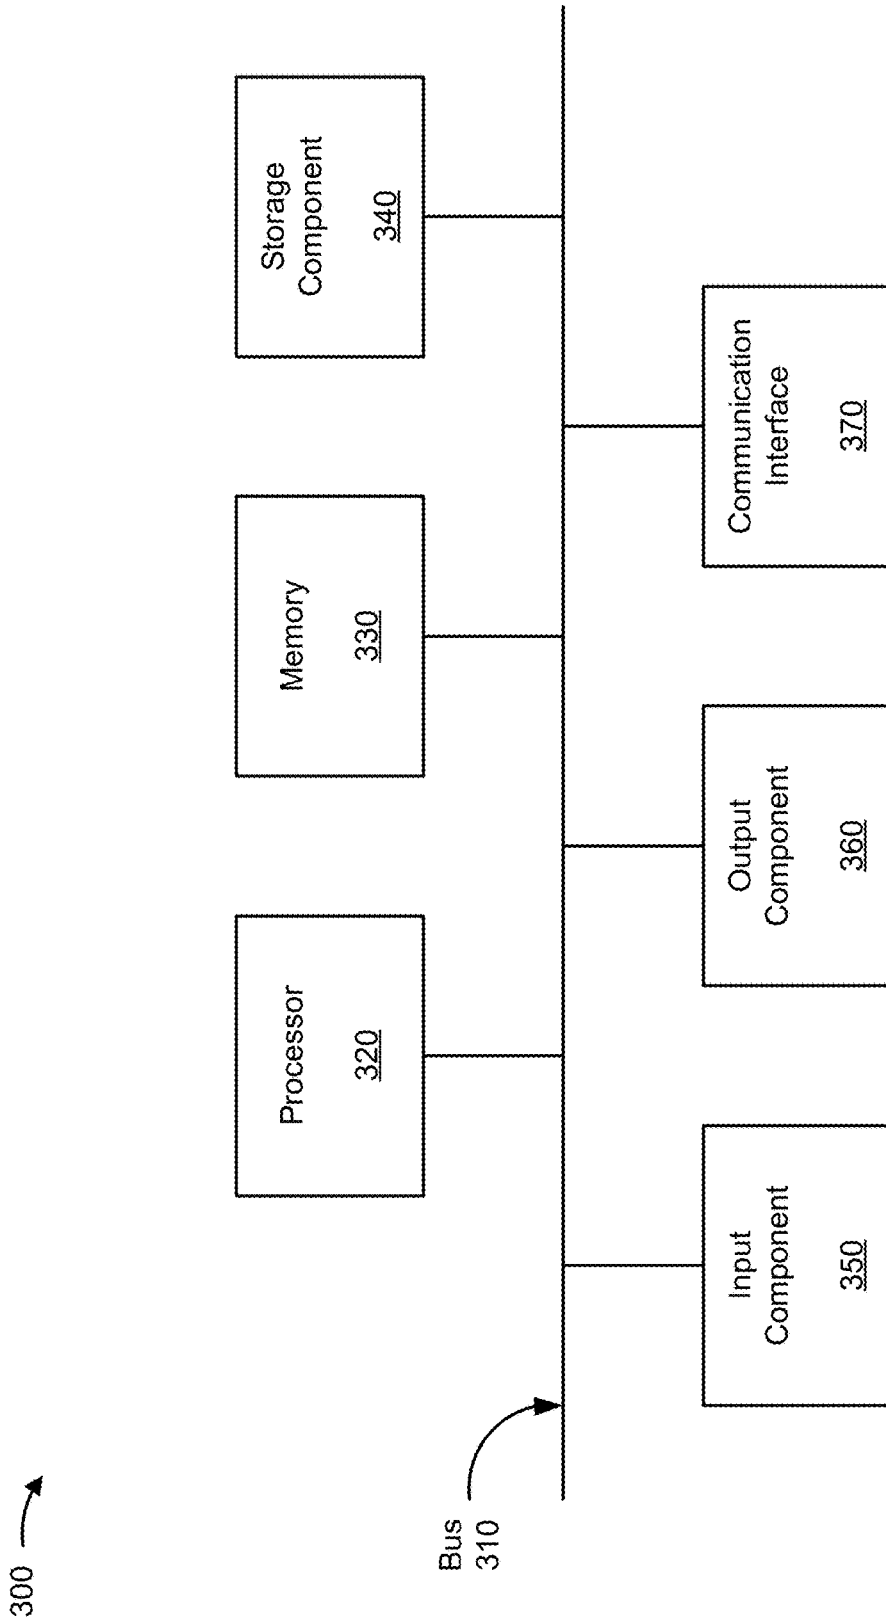 300
Processor
320
Memory
330
Storage
Component
340
Bus
310
Input
Component
350
Output
Component
360
Communication
Interface
370